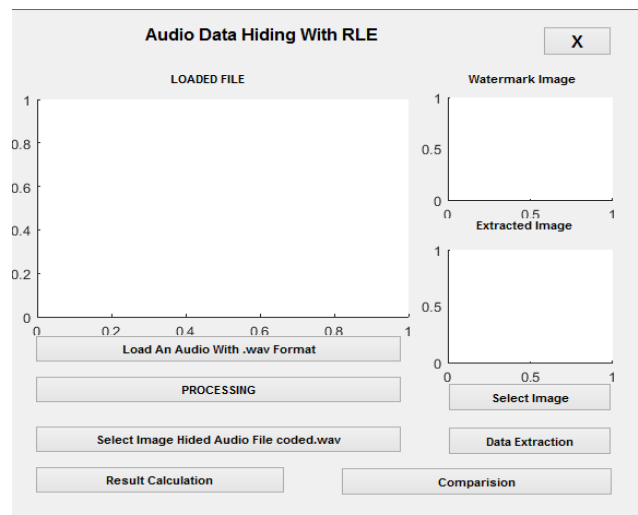 Audio Data Hiding With RLE
X
LOADED FILE
1
0.8
0.6
0.4
0.2
0
0 0.2 0.4 0.6 0.8 1
Watermark Image
1
0.5
0
0 0.5 1
Extracted Image
1
0.5
0
0 0.5 1
Load An Audio With .wav Format
PROCESSING
Select Image
Select Image Hided Audio File coded.wav
Data Extraction
Result Calculation
Comparision